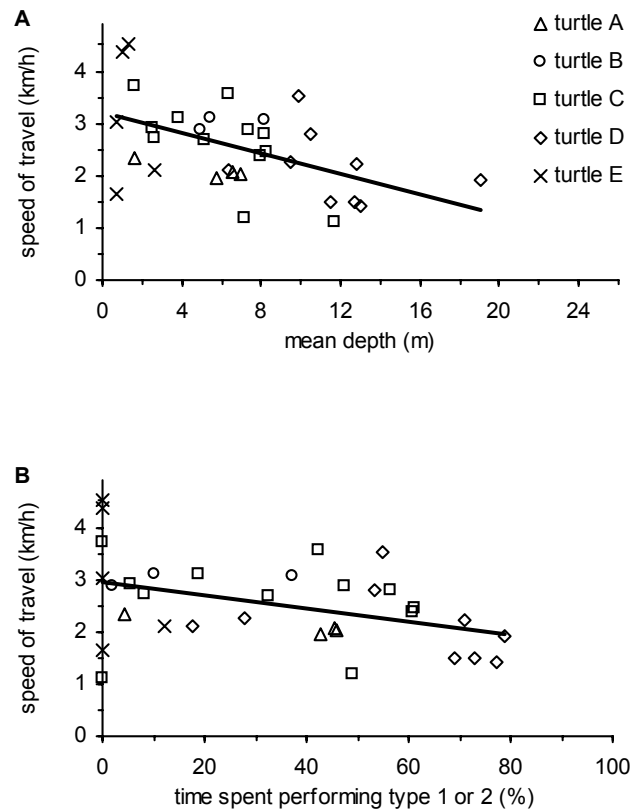 A
turtle A
turtle B
turtle C
turtle D
turtle E
speed of travel (km/h)
4
3
2
1
0
0 4 8 12 16 20 24
mean depth (m)
B
speed of travel (km/h)
4
3
2
1
0
0 20 40 60 80 100
time spent performing type 1 or 2 (%)